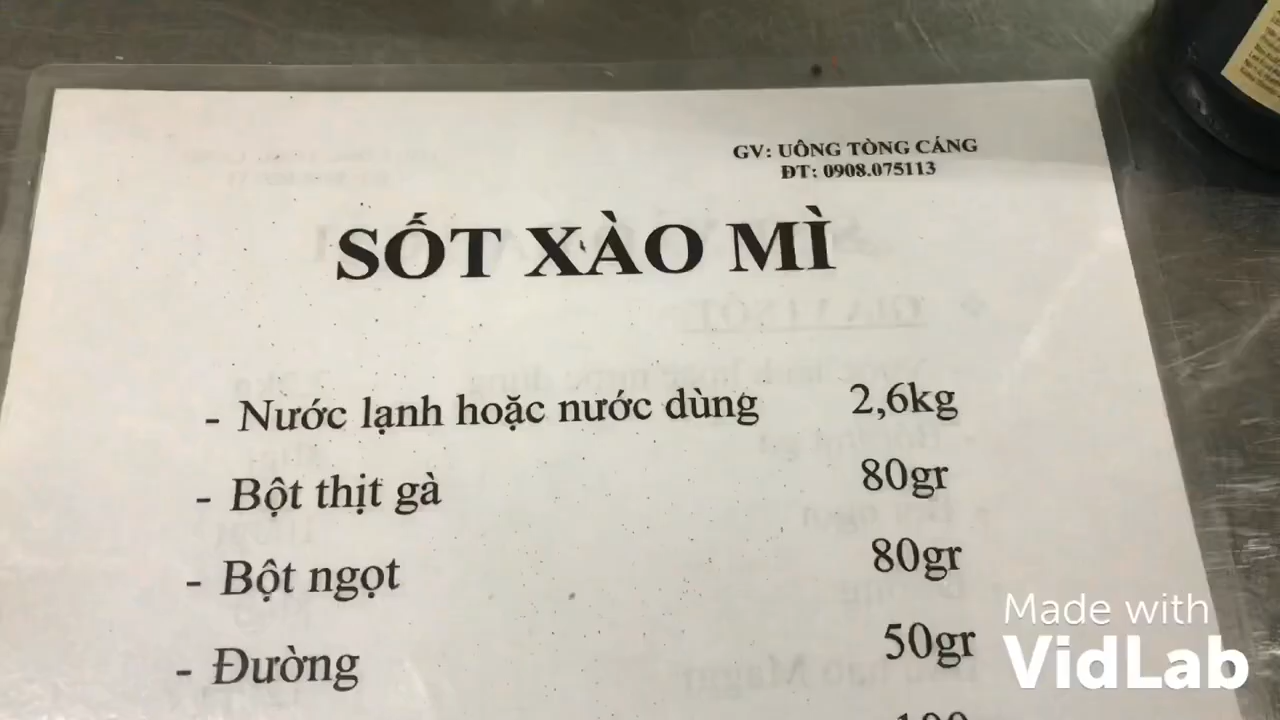 GV: UÔNG TÒNG CÁNG
ĐT: 0908.075113
SỐT XÀO MÌ
- Nước lạnh hoặc nước dùng 2,6kg
- Bột thịt gà 80gr
- Bột ngọt 80gr
- Đường 50gr
Made with
VidLab